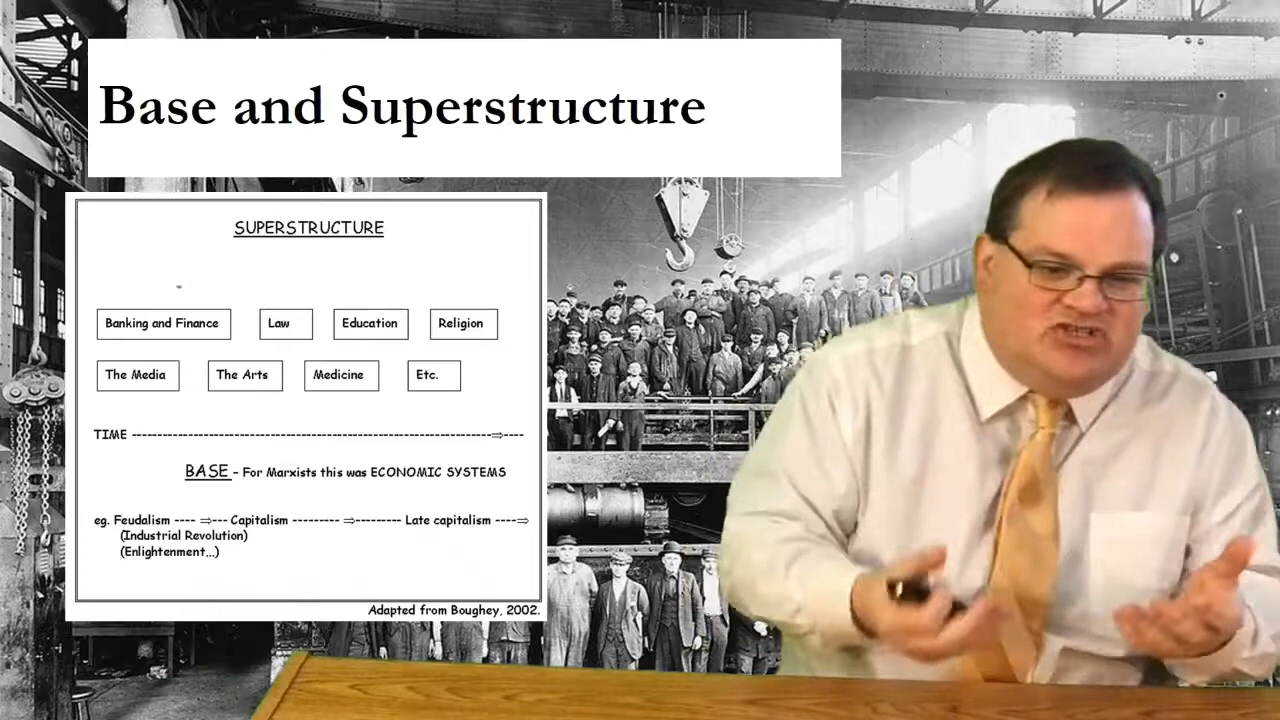 Base and Superstructure
SUPERSTRUCTURE
Banking and Finance Law Education Religion
The Media The Arts Medicine Etc.
TIME ----------------------------------------------------------------------⇒----
BASE - For Marxists this was ECONOMIC SYSTEMS
eg. Feudalism ---- ⇒--- Capitalism --------- ⇒--------- Late capitalism ----⇒
(Industrial Revolution)
(Enlightenment...)
Adapted from Boughey, 2002.